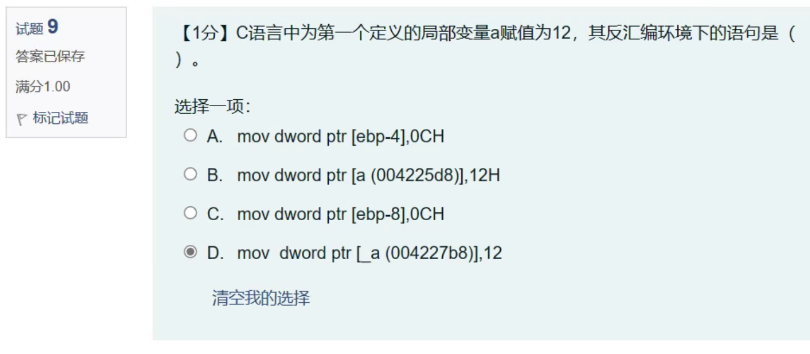 试题 9
答案已保存
满分1.00
标记试题
【1分】C语言中为第一个定义的局部变量a赋值为12，其反汇编环境下的语句是（
）。
选择一项：
A. mov dword ptr [ebp-4],0CH
B. mov dword ptr [a (004225d8)],12H
C. mov dword ptr [ebp-8],0CH
D. mov  dword ptr [_a (004227b8)],12
清空我的选择